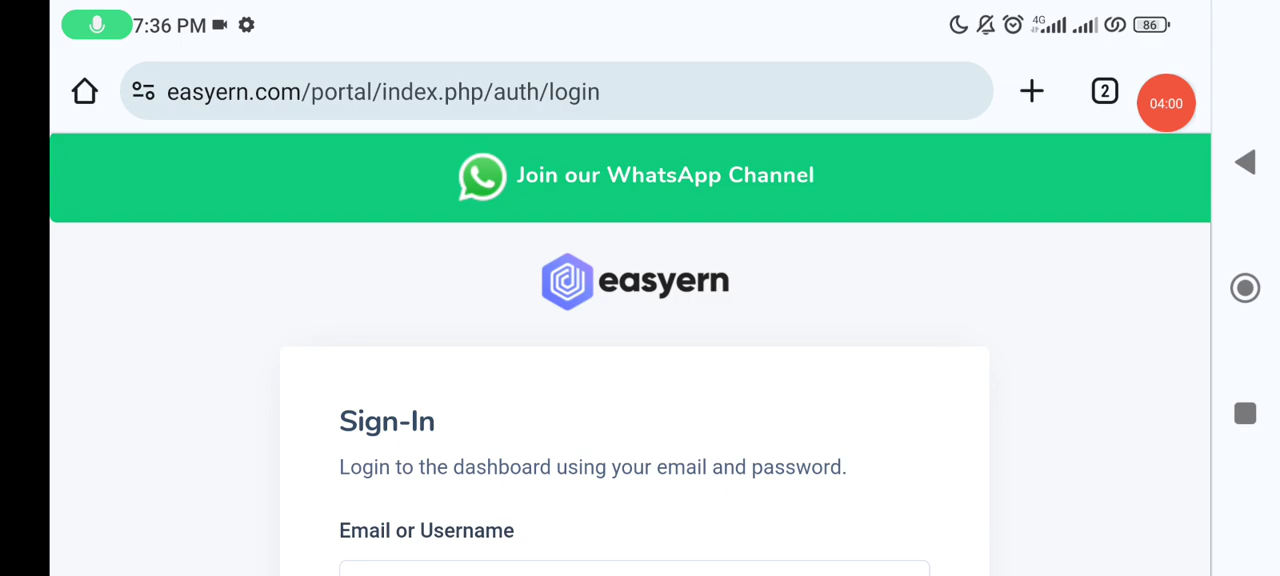 7:36 PM 4G 86
easyern.com/portal/index.php/auth/login 2 04:00
Join our WhatsApp Channel
easyern
Sign-In
Login to the dashboard using your email and password.
Email or Username